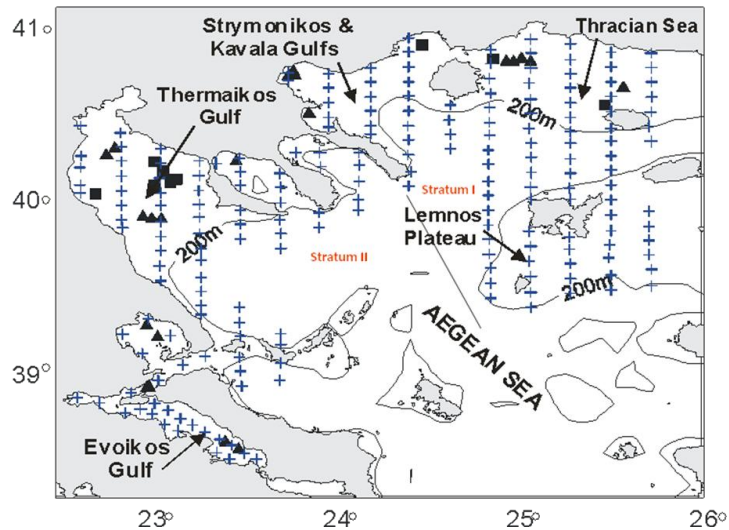 41°
Strymonikos &
Kavala Gulfs
Thracian Sea
Thermaikos
Gulf
200m
40°
Stratum I
Lemnos
Plateau
200m
Stratum II
200m
AEGEAN SEA
39°
Evoikos
Gulf
23° 24° 25° 26°